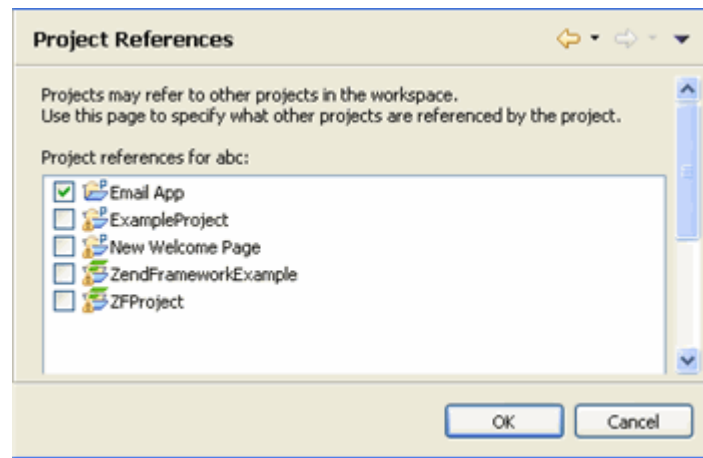 Project References
Projects may refer to other projects in the workspace.
Use this page to specify what other projects are referenced by the project.
Project references for abc:
Email App
ExampleProject
New Welcome Page
ZendFrameworkExample
ZFProject
OK
Cancel